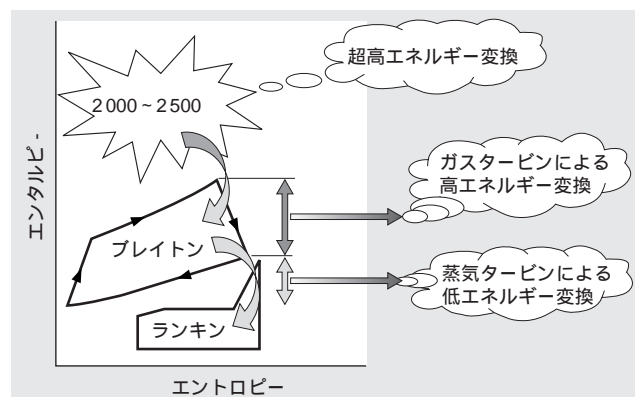 超高エネルギー変換
2000~2500
ガスタービンによる
高エネルギー変換
ブレイトン
蒸気タービンによる
低エネルギー変換
ランキン
エンタルピ-
エントロピー